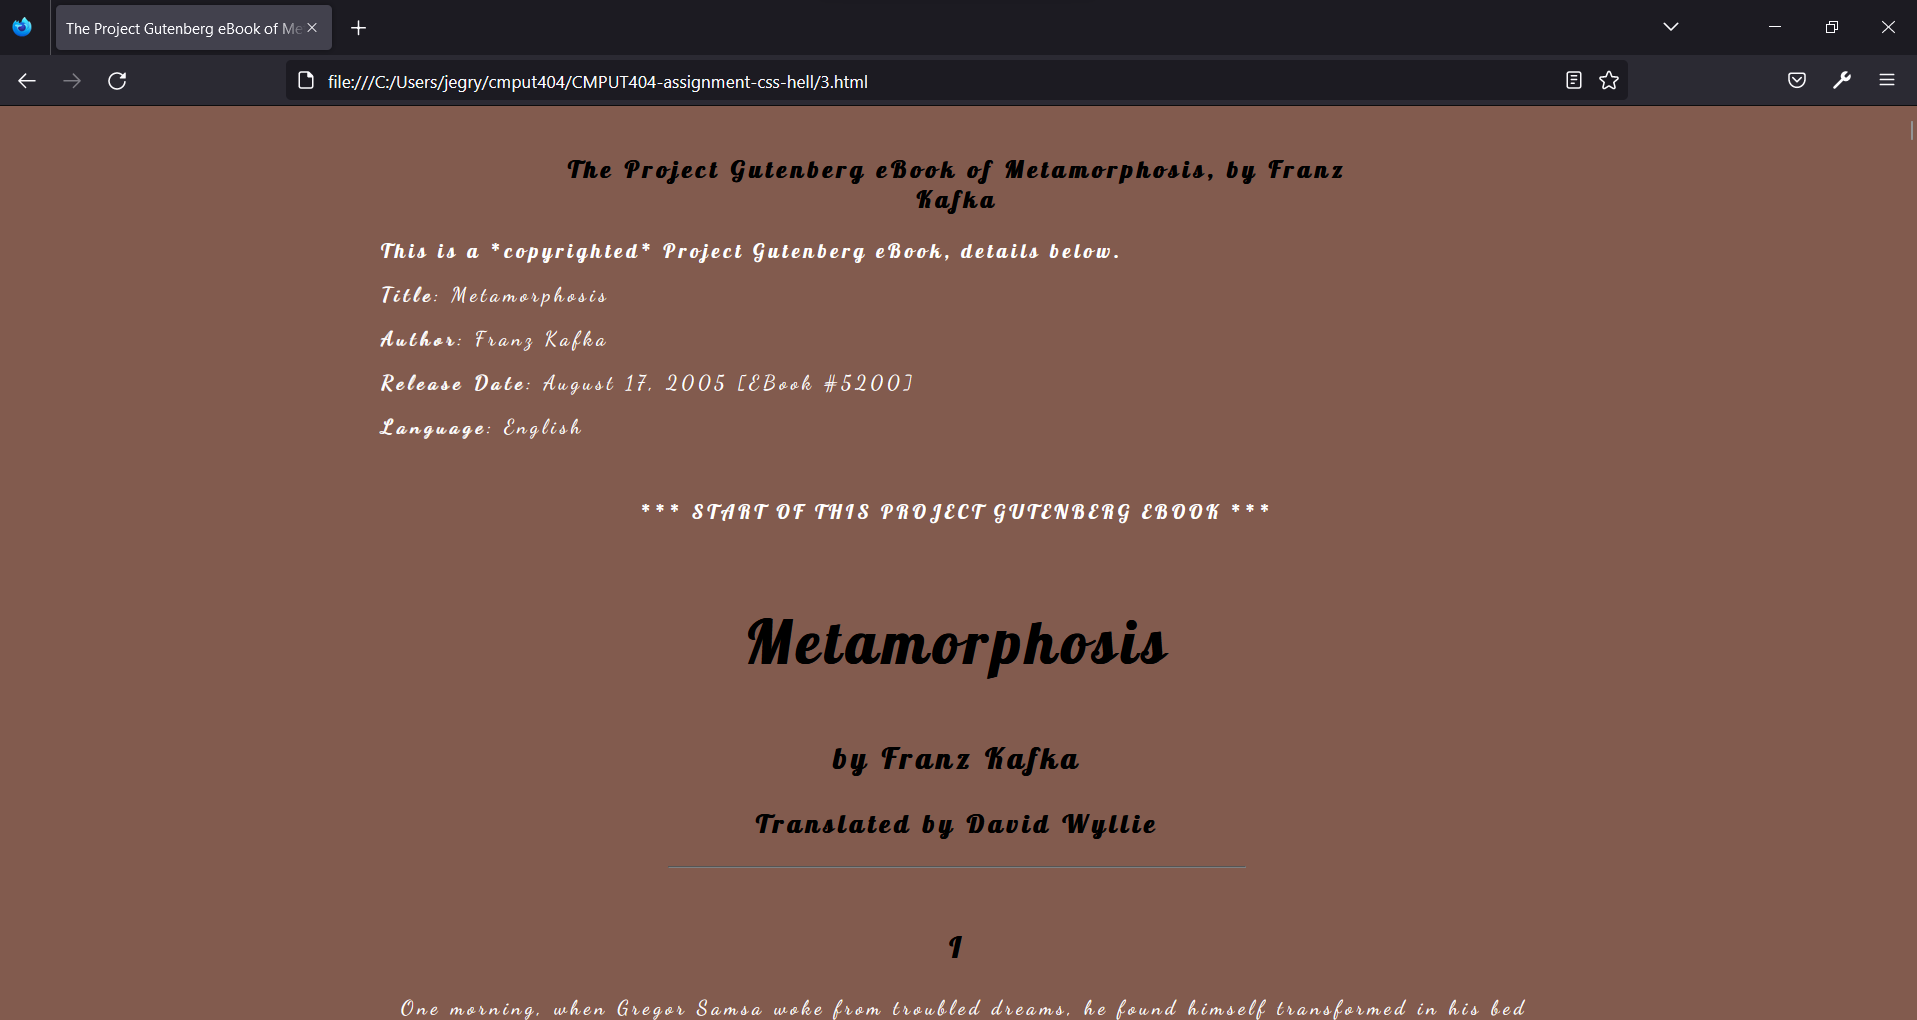 The Project Gutenberg eBook of Me
file:///C:/Users/jegry/cmput404/CMPUT404-assignment-css-hell/3.html
The Project Gutenberg eBook of Metamorphosis, by Franz
Kafka
This is a *copyrighted* Project Gutenberg eBook, details below.
Title: Metamorphosis
Author: Franz Kafka
Release Date: August 17, 2005 [EBook #5200]
Language: English
*** START OF THIS PROJECT GUTENBERG EBOOK ***
Metamorphosis
by Franz Kafka
Translated by David Wyllie
I
One morning, when Gregor Samsa woke from troubled dreams, he found himself transformed in his bed